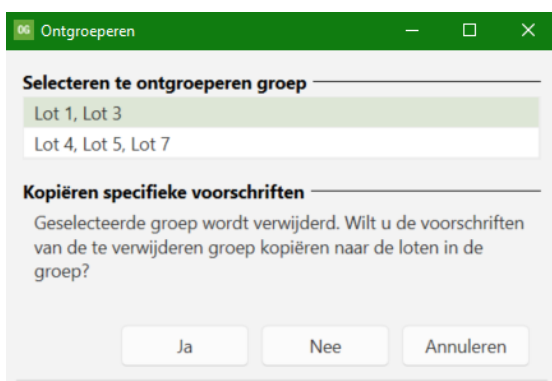 OG Ontgroeperen
Selecteren te ontgroeperen groep
Lot 1, Lot 3
Lot 4, Lot 5, Lot 7
Kopiëren specifieke voorschriften
Geselecteerde groep wordt verwijderd. Wilt u de voorschriften
van de te verwijderen groep kopiëren naar de loten in de
groep?
Ja Nee Annuleren